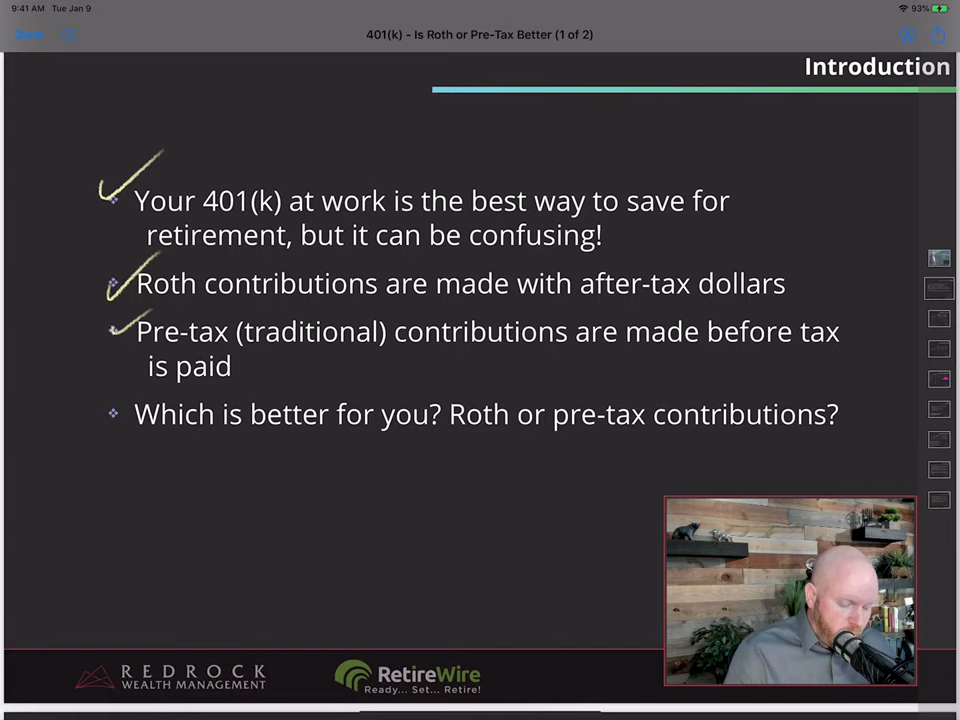 9:41 AM Tue Jan 9
93%
Done
401(k) - Is Roth or Pre-Tax Better (1 of 2)
Introduction
Your 401(k) at work is the best way to save for
retirement, but it can be confusing!
Roth contributions are made with after-tax dollars
Pre-tax (traditional) contributions are made before tax
is paid
Which is better for you? Roth or pre-tax contributions?
REDROCK
WEALTH MANAGEMENT
RetireWire
Ready... Set... Retire!